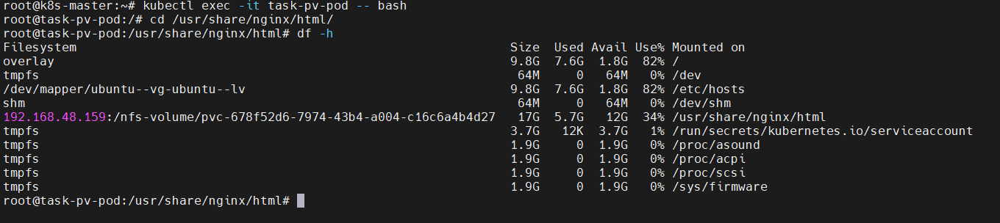 root@k8s-master:~# kubectl exec -it task-pv-pod -- bash
root@task-pv-pod:/# cd /usr/share/nginx/html/
root@task-pv-pod:/usr/share/nginx/html# df -h
Filesystem Size Used Avail Use% Mounted on
overlay 9.8G 7.6G 1.8G 82% /
tmpfs 64M 0 64M 0% /dev
/dev/mapper/ubuntu--vg-ubuntu--lv 9.8G 7.6G 1.8G 82% /etc/hosts
shm 64M 0 64M 0% /dev/shm
192.168.48.159:/nfs-volume/pvc-678f52d6-7974-43b4-a004-c16c6a4b4d27 17G 5.7G 12G 34% /usr/share/nginx/html
tmpfs 3.7G 12K 3.7G 1% /run/secrets/kubernetes.io/serviceaccount
tmpfs 1.9G 0 1.9G 0% /proc/asound
tmpfs 1.9G 0 1.9G 0% /proc/acpi
tmpfs 1.9G 0 1.9G 0% /proc/scsi
tmpfs 1.9G 0 1.9G 0% /sys/firmware
root@task-pv-pod:/usr/share/nginx/html#